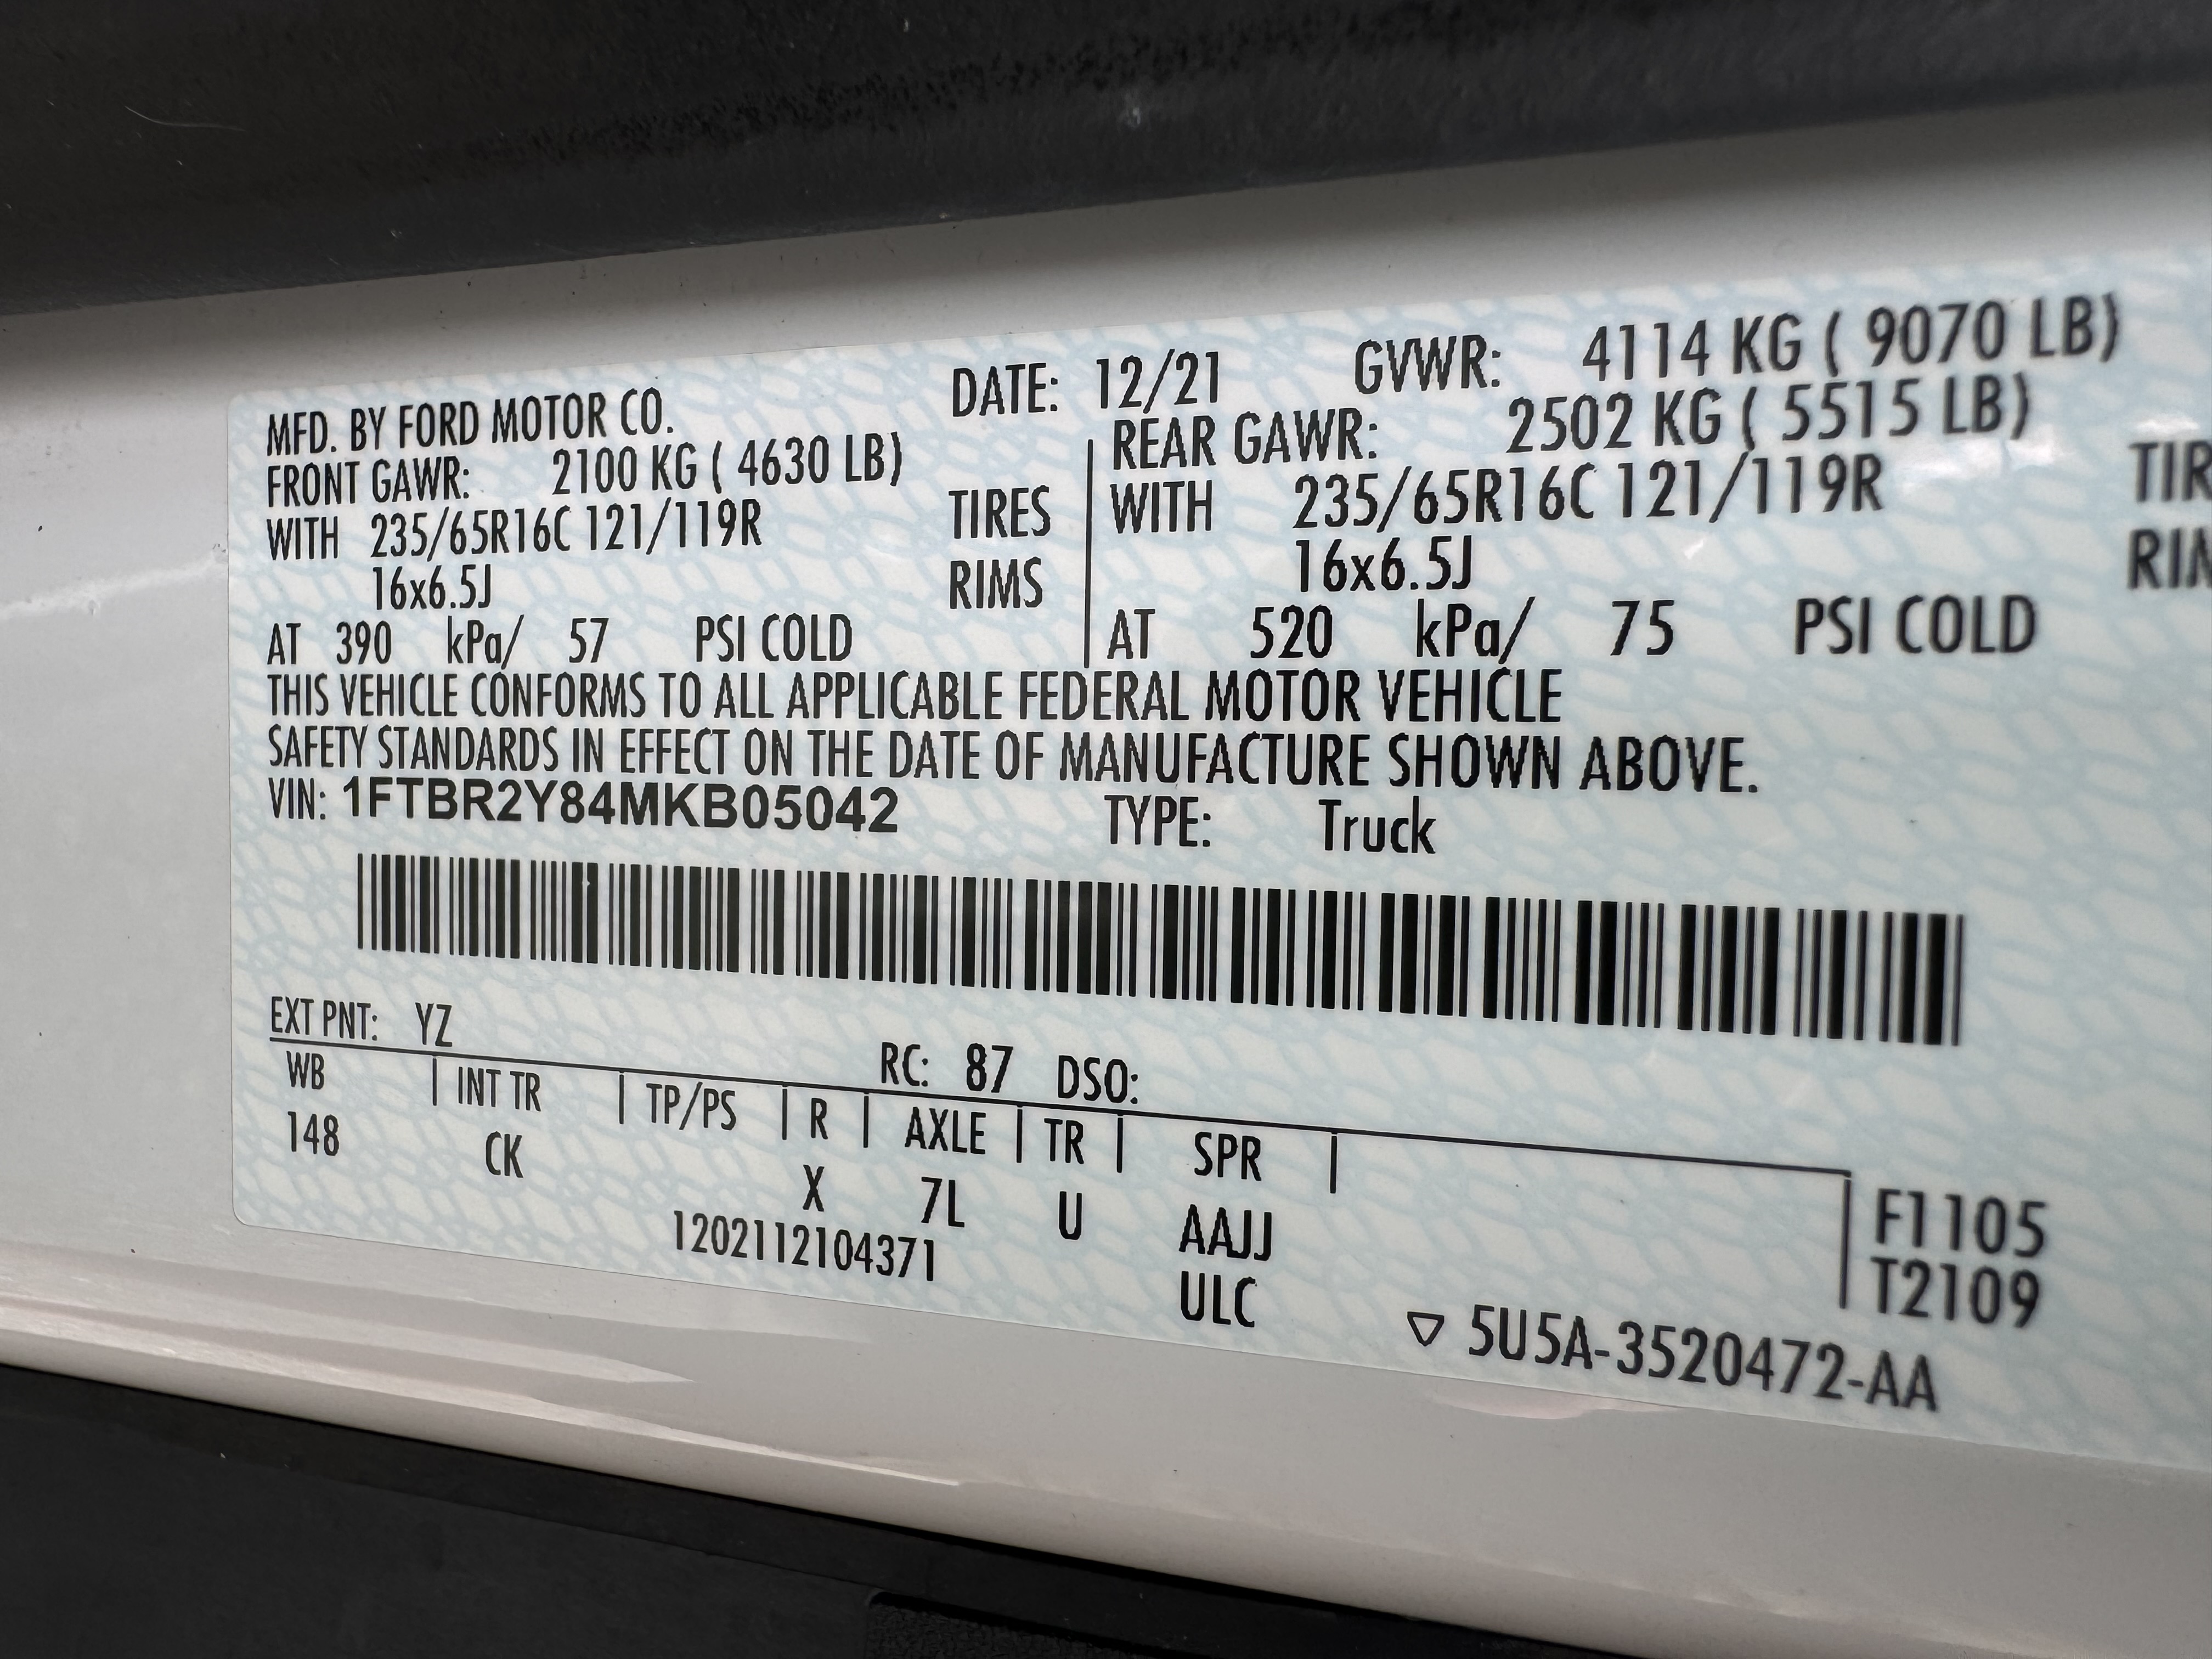 MFD. BY FORD MOTOR CO. DATE: 12/21 GVWR: 4114 KG ( 9070 LB)
FRONT GAWR: 2100 KG ( 4630 LB) REAR GAWR: 2502 KG ( 5515 LB)
WITH 235/65R16C 121/119R TIRES WITH 235/65R16C 121/119R TIR
16x6.5J RIMS 16x6.5J RIM
AT 390 kPa/ 57 PSI COLD AT 520 kPa/ 75 PSI COLD
THIS VEHICLE CONFORMS TO ALL APPLICABLE FEDERAL MOTOR VEHICLE
SAFETY STANDARDS IN EFFECT ON THE DATE OF MANUFACTURE SHOWN ABOVE.
VIN: 1FTBR2Y84MKB05042 TYPE: Truck
EXT PNT: YZ RC: 87 DSO:
WB | INT TR | TP/PS | R | AXLE | TR | SPR |
148 CK X 7L U AAJJ F1105
1202112104371 ULC T2109
▽ 5U5A-3520472-AA